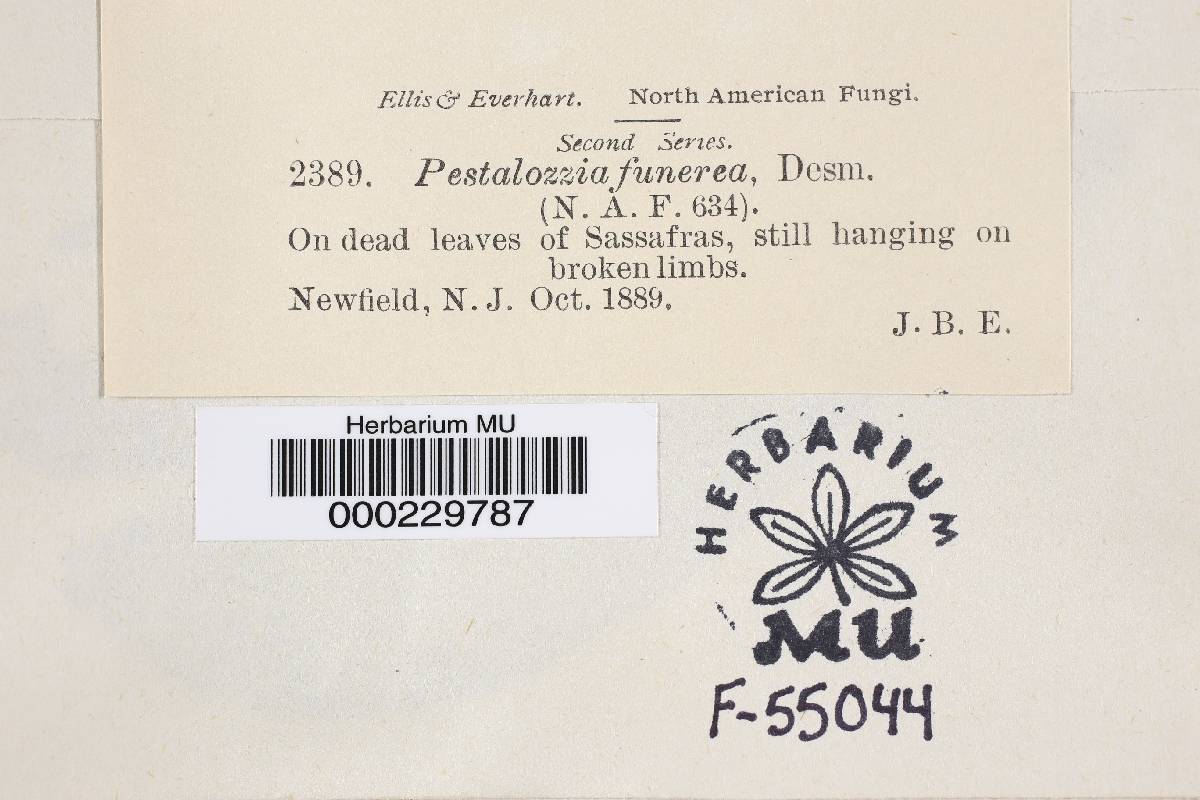 Ellis & Everhart. North American Fungi.
Second Series.
2389. Pestalozzia funerea, Desm.
(N. A. F. 634).
On dead leaves of Sassafras, still hanging on
broken limbs.
Newfield, N. J. Oct. 1889.
J. B. E.
Herbarium MU
000229787
HERBARIUM
MU
F-55044